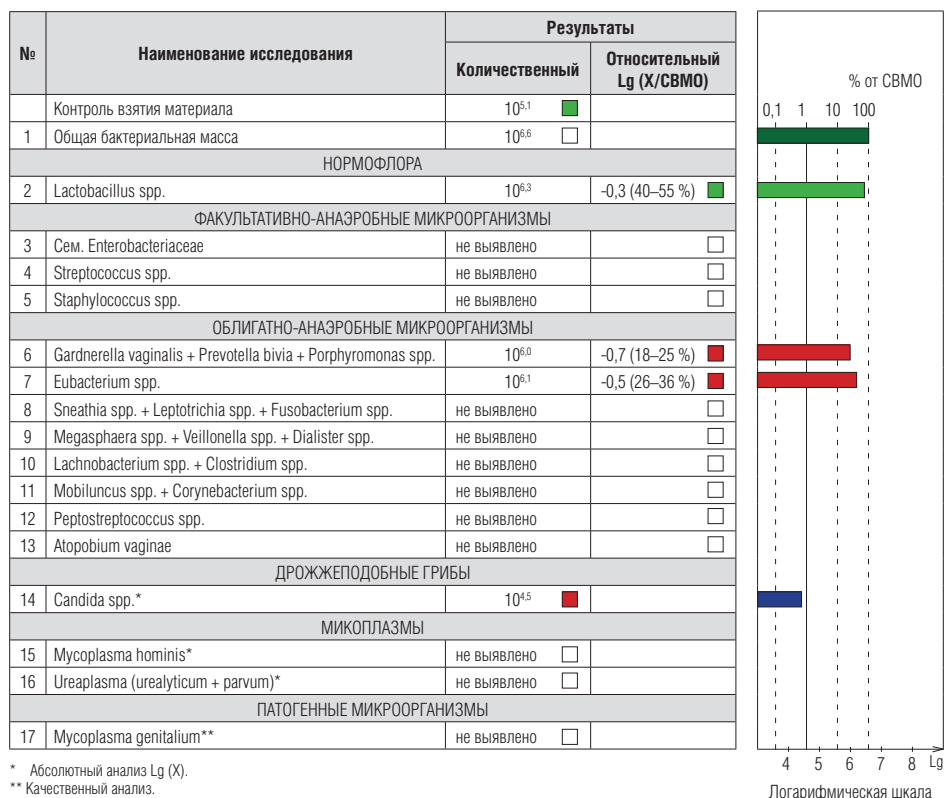 № Наименование исследования Результаты
Количественный Относительный Lg (X/СВМО)
Контроль взятия материала 10^5,1
1 Общая бактериальная масса 10^6,6
НОРМОФЛОРА
2 Lactobacillus spp. 10^6,3 -0,3 (40–55 %)
ФАКУЛЬТАТИВНО-АНАЭРОБНЫЕ МИКРООРГАНИЗМЫ
3 Сем. Enterobacteriaceae не выявлено
4 Streptococcus spp. не выявлено
5 Staphylococcus spp. не выявлено
ОБЛИГАТНО-АНАЭРОБНЫЕ МИКРООРГАНИЗМЫ
6 Gardnerella vaginalis + Prevotella bivia + Porphyromonas spp. 10^6,0 -0,7 (18–25 %)
7 Eubacterium spp. 10^6,1 -0,5 (26–36 %)
8 Sneathia spp. + Leptotrichia spp. + Fusobacterium spp. не выявлено
9 Megasphaera spp. + Veillonella spp. + Dialister spp. не выявлено
10 Lachnobacterium spp. + Clostridium spp. не выявлено
11 Mobiluncus spp. + Corynebacterium spp. не выявлено
12 Peptostreptococcus spp. не выявлено
13 Atopobium vaginae не выявлено
ДРОЖЖЕПОДОБНЫЕ ГРИБЫ
14 Candida spp.* 10^4,5
МИКОПЛАЗМЫ
15 Mycoplasma hominis* не выявлено
16 Ureaplasma (urealyticum + parvum)* не выявлено
ПАТОГЕННЫЕ МИКРООРГАНИЗМЫ
17 Mycoplasma genitalium** не выявлено
* Абсолютный анализ Lg (X).
** Качественный анализ.
% от СВМО
0,1 1 10 100
4 5 6 7 8 Lg
Логарифмическая шкала